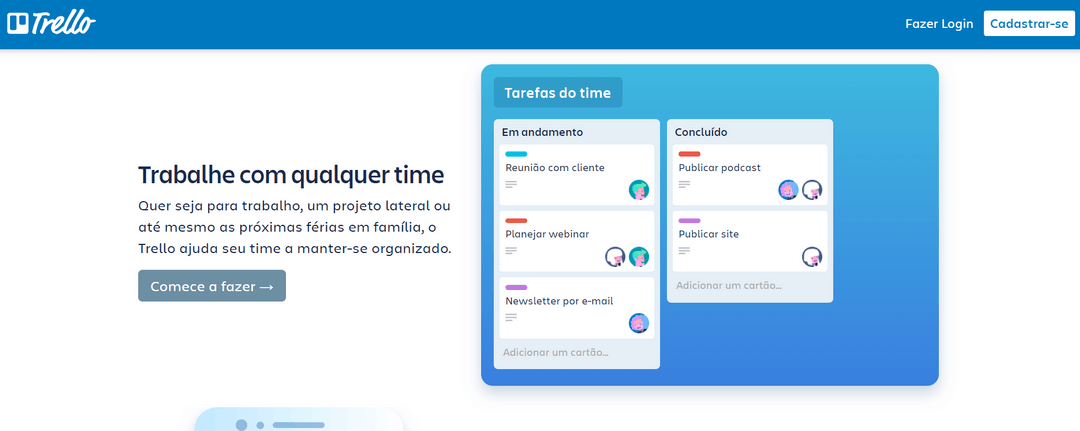 Trello
Fazer Login
Cadastrar-se
Trabalhe com qualquer time
Quer seja para trabalho, um projeto lateral ou
até mesmo as próximas férias em família, o
Trello ajuda seu time a manter-se organizado.
Comece a fazer →
Tarefas do time
Em andamento
Reunião com cliente
Planejar webinar
Newsletter por e-mail
Adicionar um cartão...
Concluído
Publicar podcast
Publicar site
Adicionar um cartão...